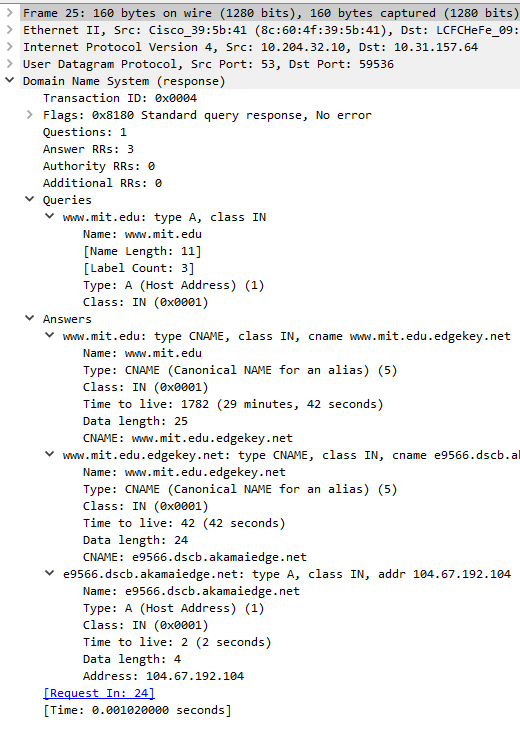 Frame 25: 160 bytes on wire (1280 bits), 160 bytes captured (1280 bits)
Ethernet II, Src: Cisco_39:5b:41 (8c:60:4f:39:5b:41), Dst: LCFCHeFe_09:
Internet Protocol Version 4, Src: 10.204.32.10, Dst: 10.31.157.64
User Datagram Protocol, Src Port: 53, Dst Port: 59536
Domain Name System (response)
Transaction ID: 0x0004
Flags: 0x8180 Standard query response, No error
Questions: 1
Answer RRs: 3
Authority RRs: 0
Additional RRs: 0
Queries
www.mit.edu: type A, class IN
Name: www.mit.edu
[Name Length: 11]
[Label Count: 3]
Type: A (Host Address) (1)
Class: IN (0x0001)
Answers
www.mit.edu: type CNAME, class IN, cname www.mit.edu.edgekey.net
Name: www.mit.edu
Type: CNAME (Canonical NAME for an alias) (5)
Class: IN (0x0001)
Time to live: 1782 (29 minutes, 42 seconds)
Data length: 25
CNAME: www.mit.edu.edgekey.net
www.mit.edu.edgekey.net: type CNAME, class IN, cname e9566.dscb.aka
Name: www.mit.edu.edgekey.net
Type: CNAME (Canonical NAME for an alias) (5)
Class: IN (0x0001)
Time to live: 42 (42 seconds)
Data length: 24
CNAME: e9566.dscb.akamaiedge.net
e9566.dscb.akamaiedge.net: type A, class IN, addr 104.67.192.104
Name: e9566.dscb.akamaiedge.net
Type: A (Host Address) (1)
Class: IN (0x0001)
Time to live: 2 (2 seconds)
Data length: 4
Address: 104.67.192.104
[Request In: 24]
[Time: 0.001020000 seconds]